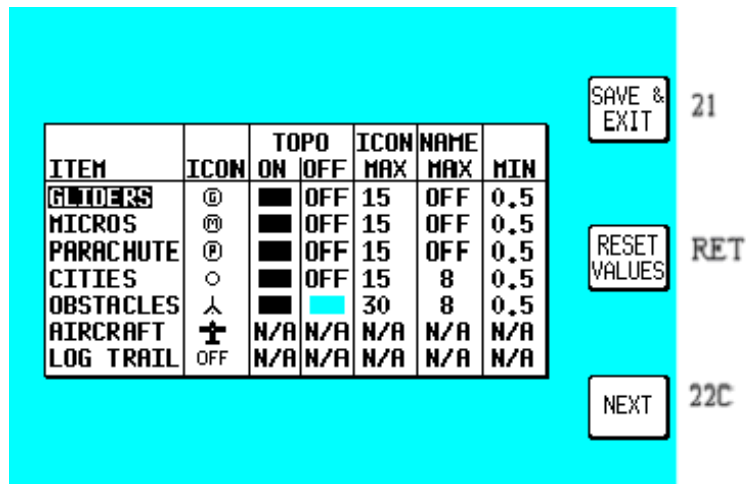 SAVE & EXIT 21
TOPO ICON NAME
ITEM ICON ON OFF MAX MAX MIN
GLIDERS G OFF 15 OFF 0.5
MICROS M OFF 15 OFF 0.5
PARACHUTE P OFF 15 OFF 0.5
CITIES OFF 15 8 0.5
OBSTACLES 30 8 0.5
AIRCRAFT N/A N/A N/A N/A N/A
LOG TRAIL OFF N/A N/A N/A N/A N/A
RESET VALUES RET
NEXT 22C